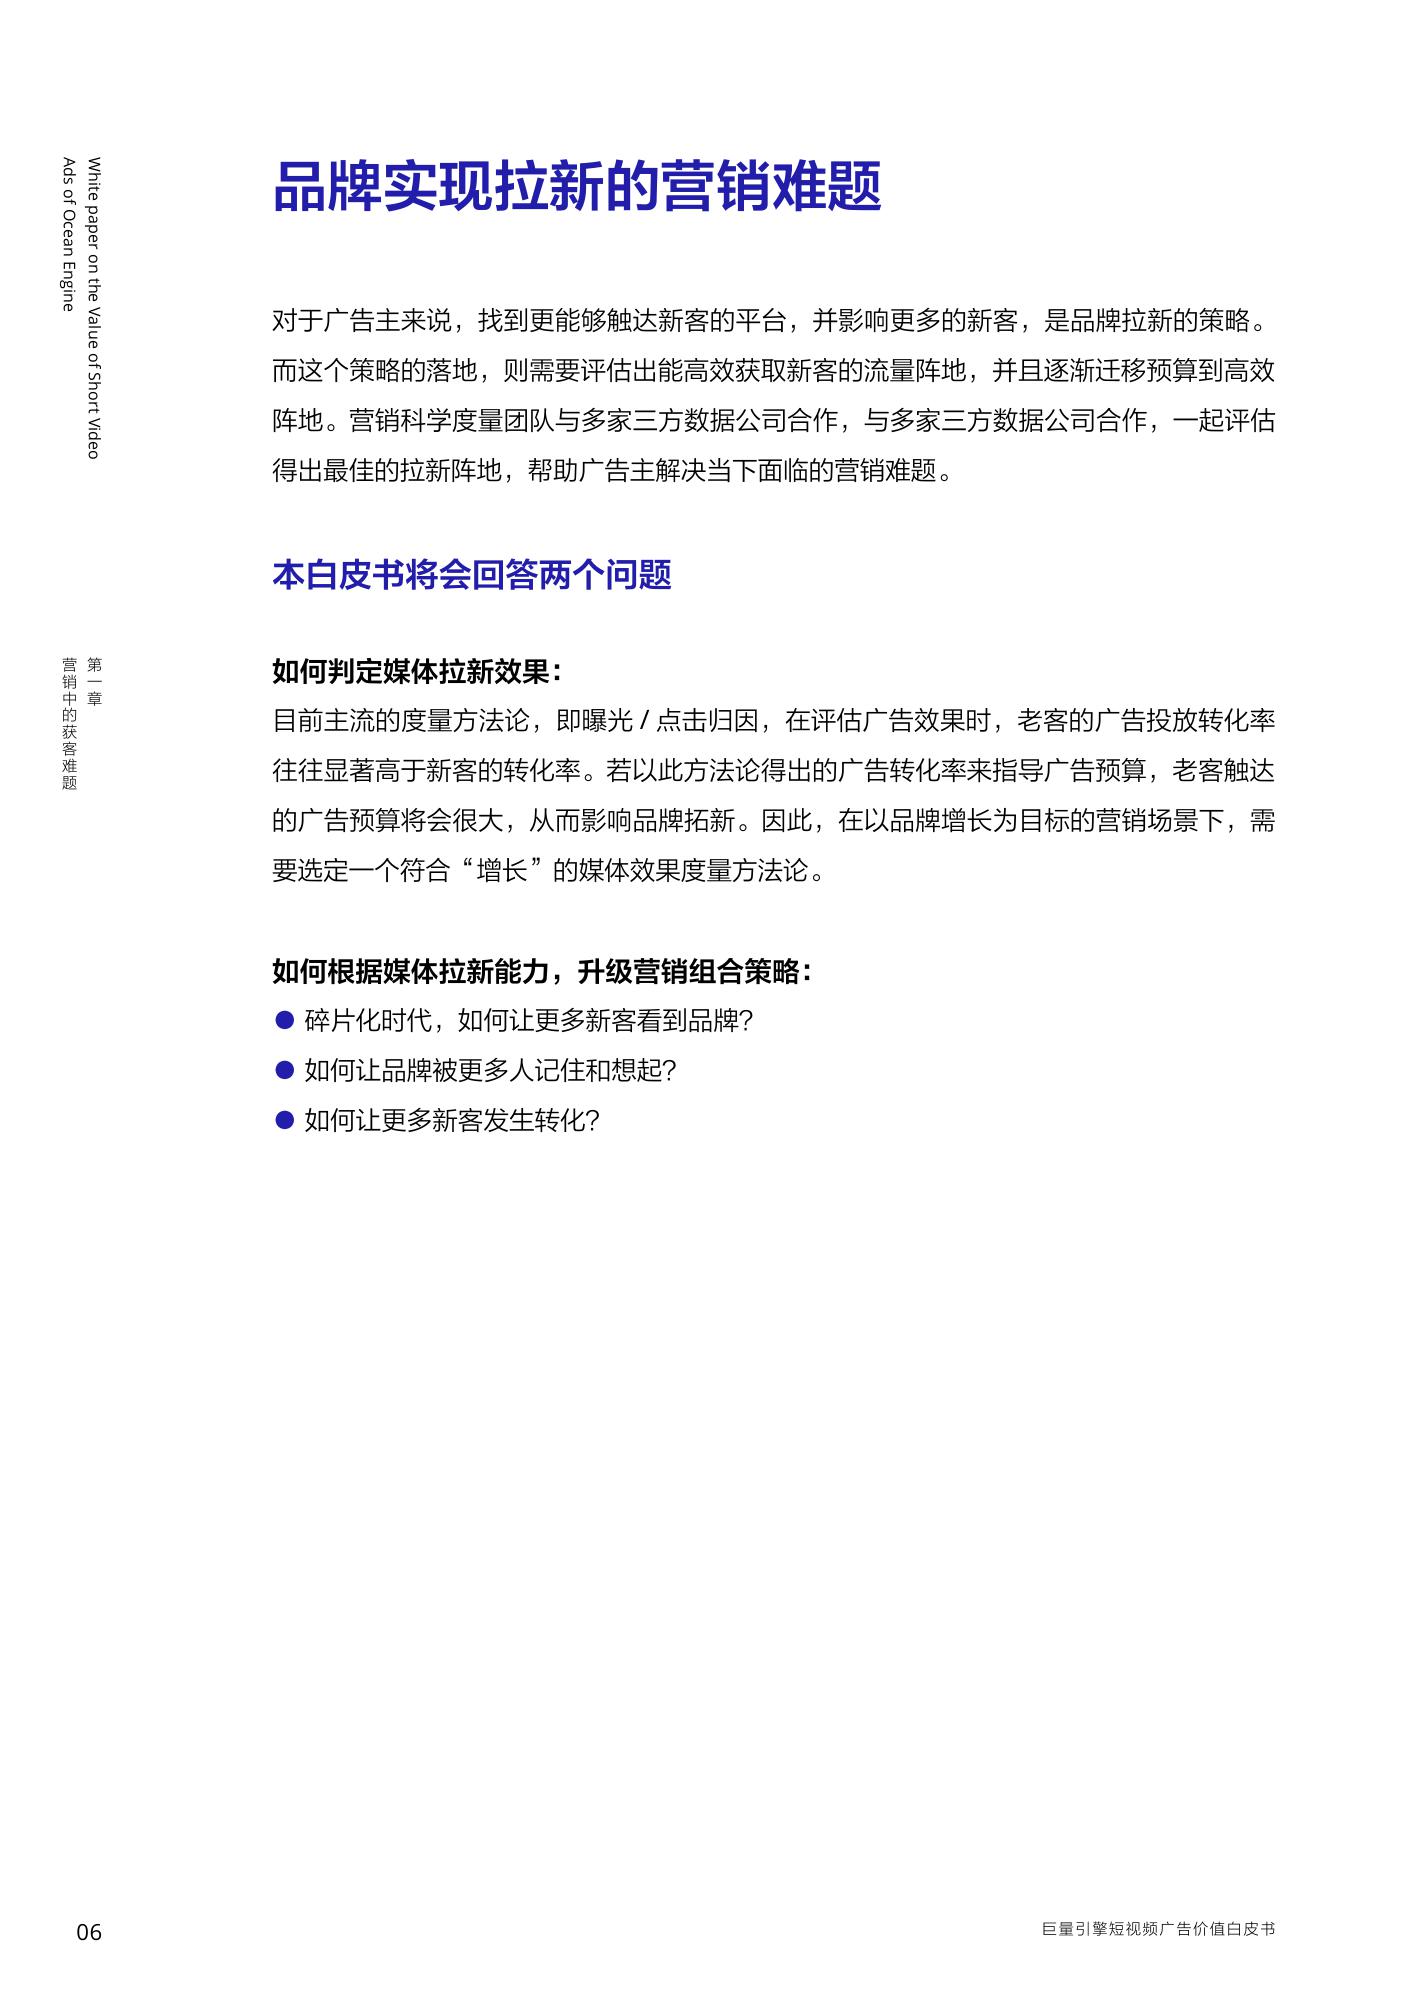 White paper on the Value of Short Video
Ads of Ocean Engine
第一章
营销中的获客难题
品牌实现拉新的营销难题
对于广告主来说，找到更能够触达新客的平台，并影响更多的新客，是品牌拉新的策略。
而这个策略的落地，则需要评估出能高效获取新客的流量阵地，并且逐渐迁移预算到高效
阵地。营销科学度量团队与多家三方数据公司合作，与多家三方数据公司合作，一起评估
得出最佳的拉新阵地，帮助广告主解决当下面临的营销难题。
本白皮书将会回答两个问题
如何判定媒体拉新效果：
目前主流的度量方法论，即曝光 / 点击归因，在评估广告效果时，老客的广告投放转化率
往往显著高于新客的转化率。若以此方法论得出的广告转化率来指导广告预算，老客触达
的广告预算将会很大，从而影响品牌拓新。因此，在以品牌增长为目标的营销场景下，需
要选定一个符合“增长”的媒体效果度量方法论。
如何根据媒体拉新能力，升级营销组合策略：
● 碎片化时代，如何让更多新客看到品牌？
● 如何让品牌被更多人记住和想起？
● 如何让更多新客发生转化？
06
巨量引擎短视频广告价值白皮书